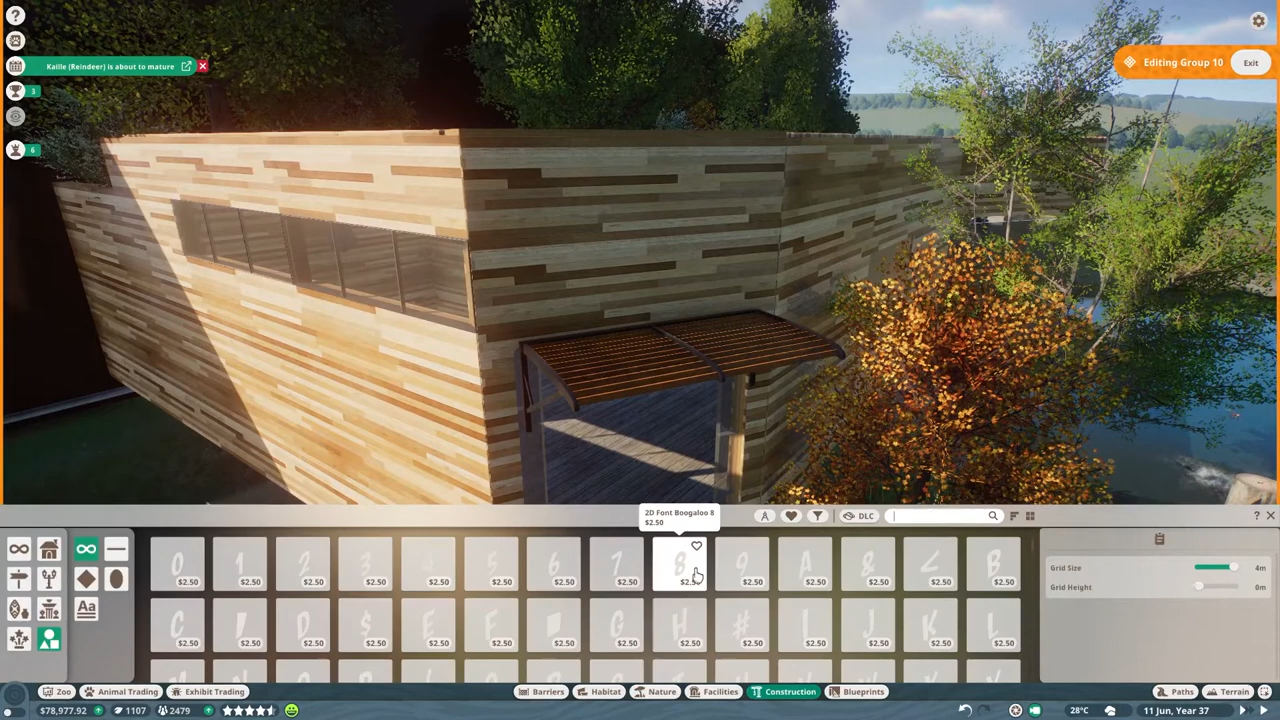 ?
Kaille (Reindeer) is about to mature
3
6
Editing Group 10
Exit
2D Font Boogaloo 8
$2.50
DLC
?
Aa
0 1 2 3 4 5 6 7 8 9 A & < B
$2.50 $2.50 $2.50 $2.50 $2.50 $2.50 $2.50 $2.50 $2.50 $2.50 $2.50 $2.50 $2.50
C D $ E F G H # I J K L
$2.50 $2.50 $2.50 $2.50 $2.50 $2.50 $2.50 $2.50 $2.50 $2.50 $2.50 $2.50 $2.50 $2.50
Grid Size 4m
Grid Height 0m
Zoo Animal Trading Exhibit Trading Barriers Habitat Nature Facilities Construction Blueprints Paths Terrain
$78,977.92 1107 2479 28°C 11 Jun, Year 37